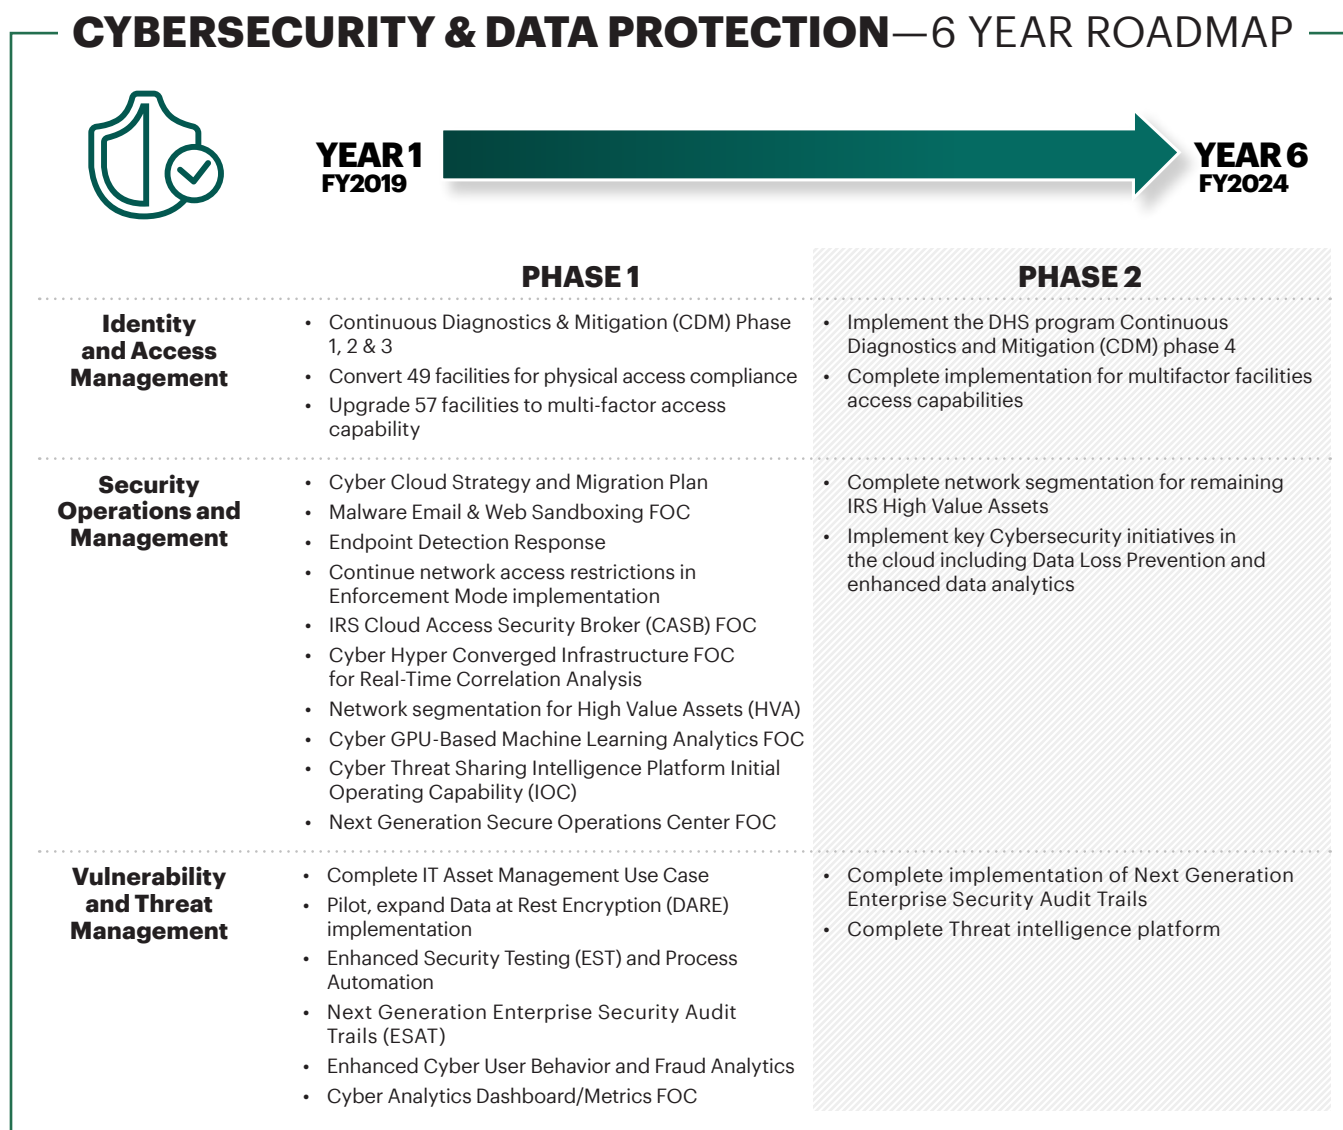 CYBERSECURITY & DATA PROTECTION—6 YEAR ROADMAP
YEAR 1
FY2019
YEAR 6
FY2024
PHASE 1
PHASE 2
Identity
and Access
Management
• Continuous Diagnostics & Mitigation (CDM) Phase
1, 2 & 3
• Convert 49 facilities for physical access compliance
• Upgrade 57 facilities to multi-factor access
capability
• Implement the DHS program Continuous
Diagnostics and Mitigation (CDM) phase 4
• Complete implementation for multifactor facilities
access capabilities
Security
Operations and
Management
• Cyber Cloud Strategy and Migration Plan
• Malware Email & Web Sandboxing FOC
• Endpoint Detection Response
• Continue network access restrictions in
Enforcement Mode implementation
• IRS Cloud Access Security Broker (CASB) FOC
• Cyber Hyper Converged Infrastructure FOC
for Real-Time Correlation Analysis
• Network segmentation for High Value Assets (HVA)
• Cyber GPU-Based Machine Learning Analytics FOC
• Cyber Threat Sharing Intelligence Platform Initial
Operating Capability (IOC)
• Next Generation Secure Operations Center FOC
• Complete network segmentation for remaining
IRS High Value Assets
• Implement key Cybersecurity initiatives in
the cloud including Data Loss Prevention and
enhanced data analytics
Vulnerability
and Threat
Management
• Complete IT Asset Management Use Case
• Pilot, expand Data at Rest Encryption (DARE)
implementation
• Enhanced Security Testing (EST) and Process
Automation
• Next Generation Enterprise Security Audit
Trails (ESAT)
• Enhanced Cyber User Behavior and Fraud Analytics
• Cyber Analytics Dashboard/Metrics FOC
• Complete implementation of Next Generation
Enterprise Security Audit Trails
• Complete Threat intelligence platform